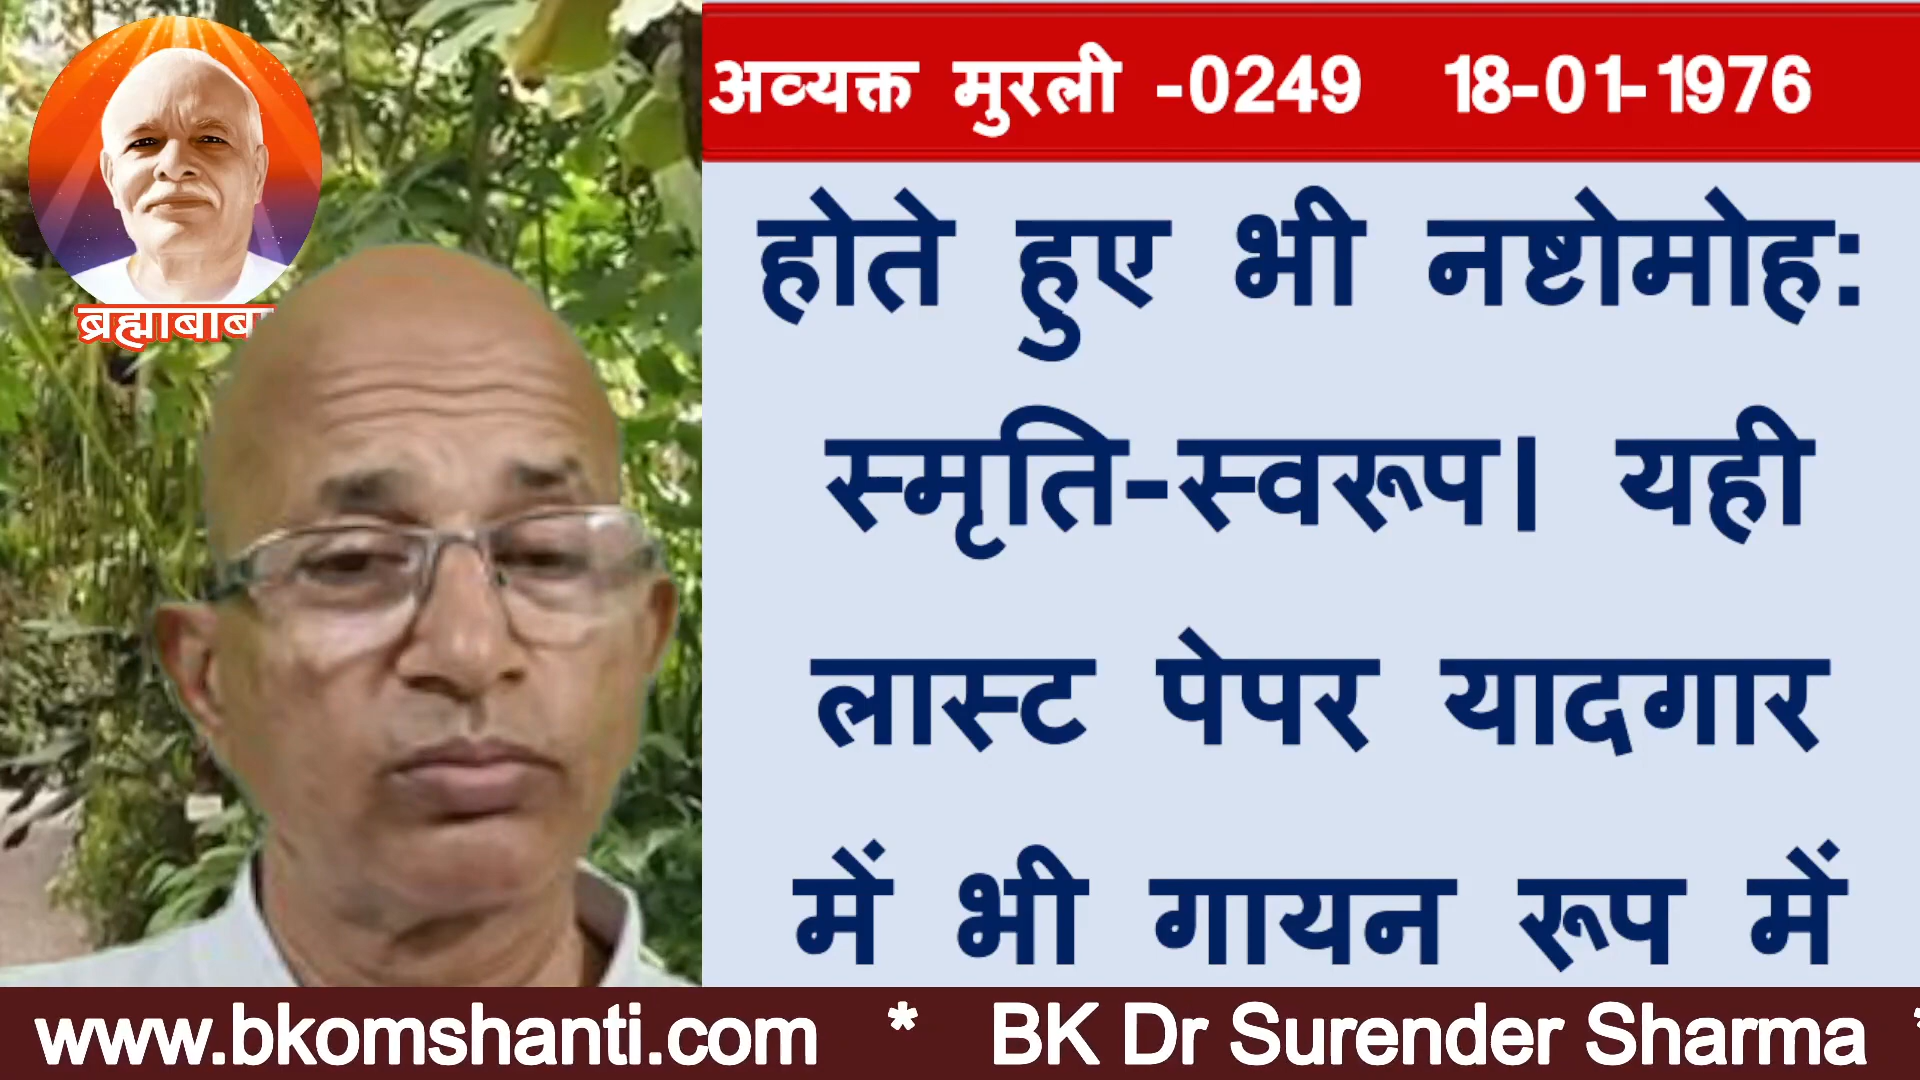 अव्यक्त मुरली -0249 18-01-1976
ब्रह्माबाब
होते हुए भी नष्टोमोह:
स्मृति-स्वरूप। यही
लास्ट पेपर यादगार
में भी गायन रूप में
www.bkomshanti.com * BK Dr Surender Sharma *